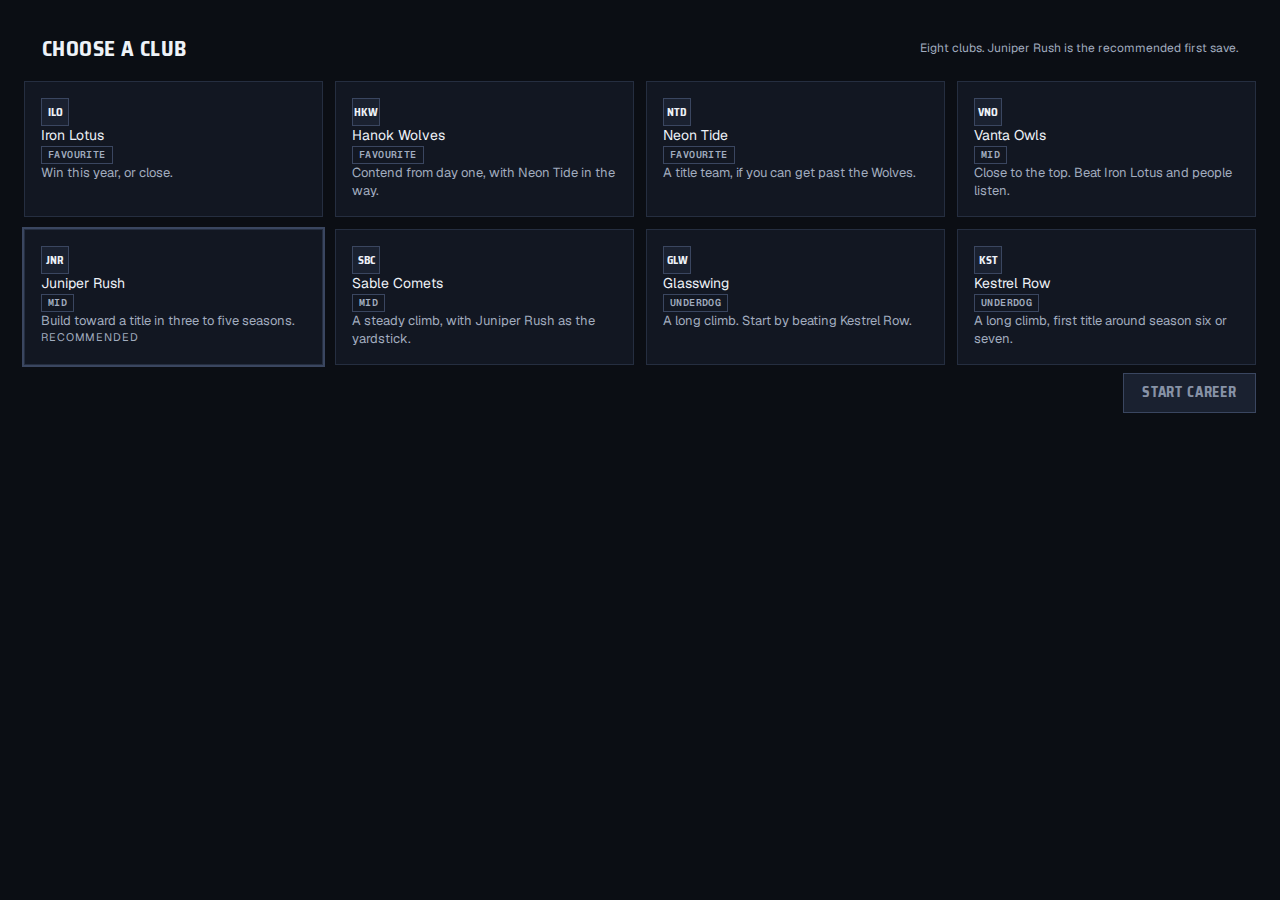 CHOOSE A CLUB
Eight clubs. Juniper Rush is the recommended first save.
ILO
Iron Lotus
FAVOURITE
Win this year, or close.
HKW
Hanok Wolves
FAVOURITE
Contend from day one, with Neon Tide in the
way.
NTD
Neon Tide
FAVOURITE
A title team, if you can get past the Wolves.
VNO
Vanta Owls
MID
Close to the top. Beat Iron Lotus and people
listen.
JNR
Juniper Rush
MID
Build toward a title in three to five seasons.
RECOMMENDED
SBC
Sable Comets
MID
A steady climb, with Juniper Rush as the
yardstick.
GLW
Glasswing
UNDERDOG
A long climb. Start by beating Kestrel Row.
KST
Kestrel Row
UNDERDOG
A long climb, first title around season six or
seven.
START CAREER